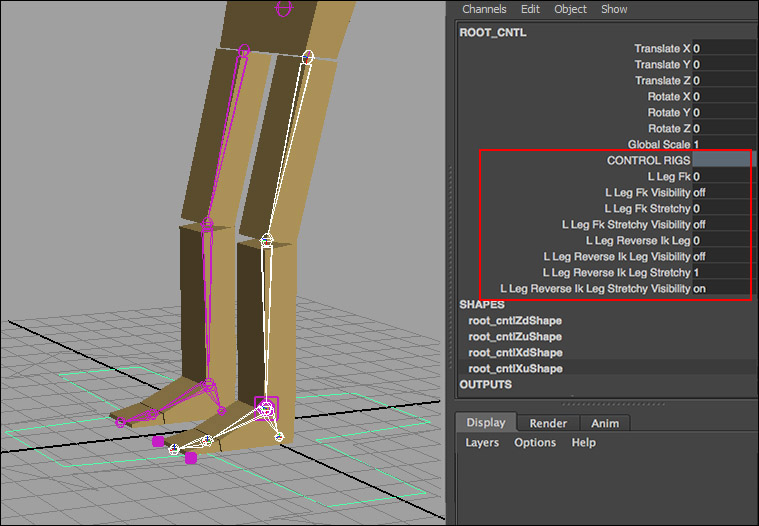 Channels Edit Object Show
ROOT_CNTL
Translate X 0
Translate Y 0
Translate Z 0
Rotate X 0
Rotate Y 0
Rotate Z 0
Global Scale 1
CONTROL RIGS
L Leg Fk 0
L Leg Fk Visibility off
L Leg Fk Stretchy 0
L Leg Fk Stretchy Visibility off
L Leg Reverse Ik Leg 0
L Leg Reverse Ik Leg Visibility off
L Leg Reverse Ik Leg Stretchy 1
L Leg Reverse Ik Leg Stretchy Visibility on
SHAPES
root_cntlZdShape
root_cntlZuShape
root_cntlXdShape
root_cntlXuShape
OUTPUTS
Display Render Anim
Layers Options Help